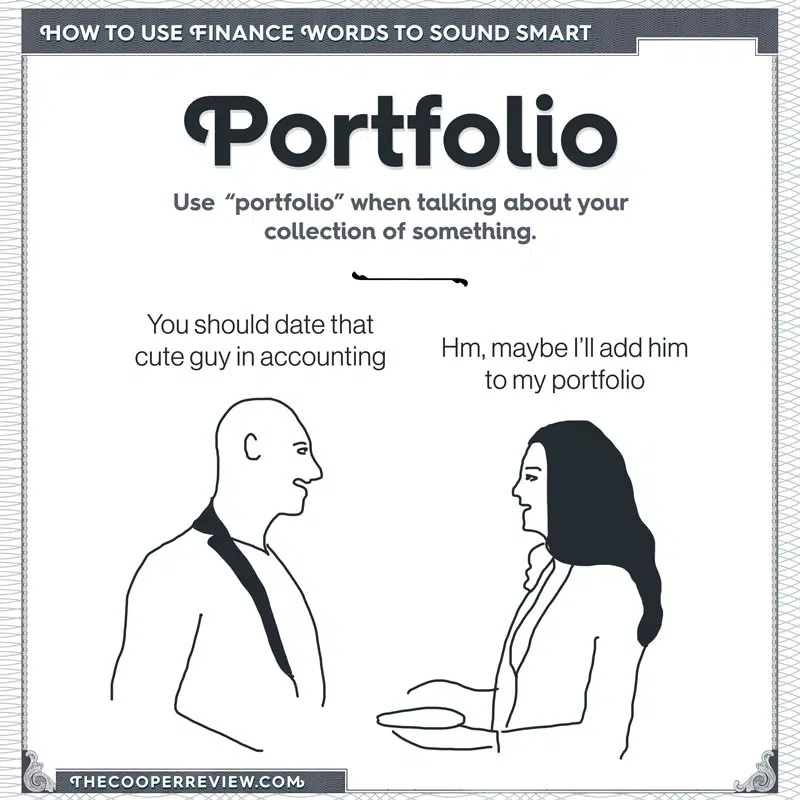 HOW TO USE FINANCE WORDS TO SOUND SMART
Portfolio
Use “portfolio” when talking about your
collection of something.
You should date that
cute guy in accounting
Hm, maybe I’ll add him
to my portfolio
THECOOPERREVIEW.COM